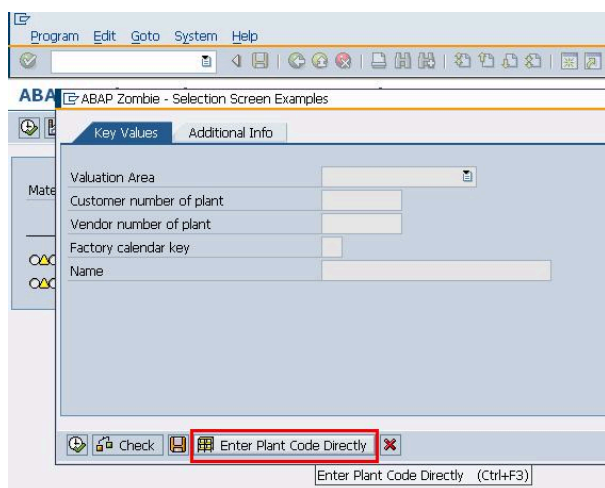 Program Edit Goto System Help
ABA
ABAP Zombie - Selection Screen Examples
Key Values Additional Info
Mate
Valuation Area
Customer number of plant
Vendor number of plant
Factory calendar key
Name
Check Enter Plant Code Directly
Enter Plant Code Directly (Ctrl+F3)